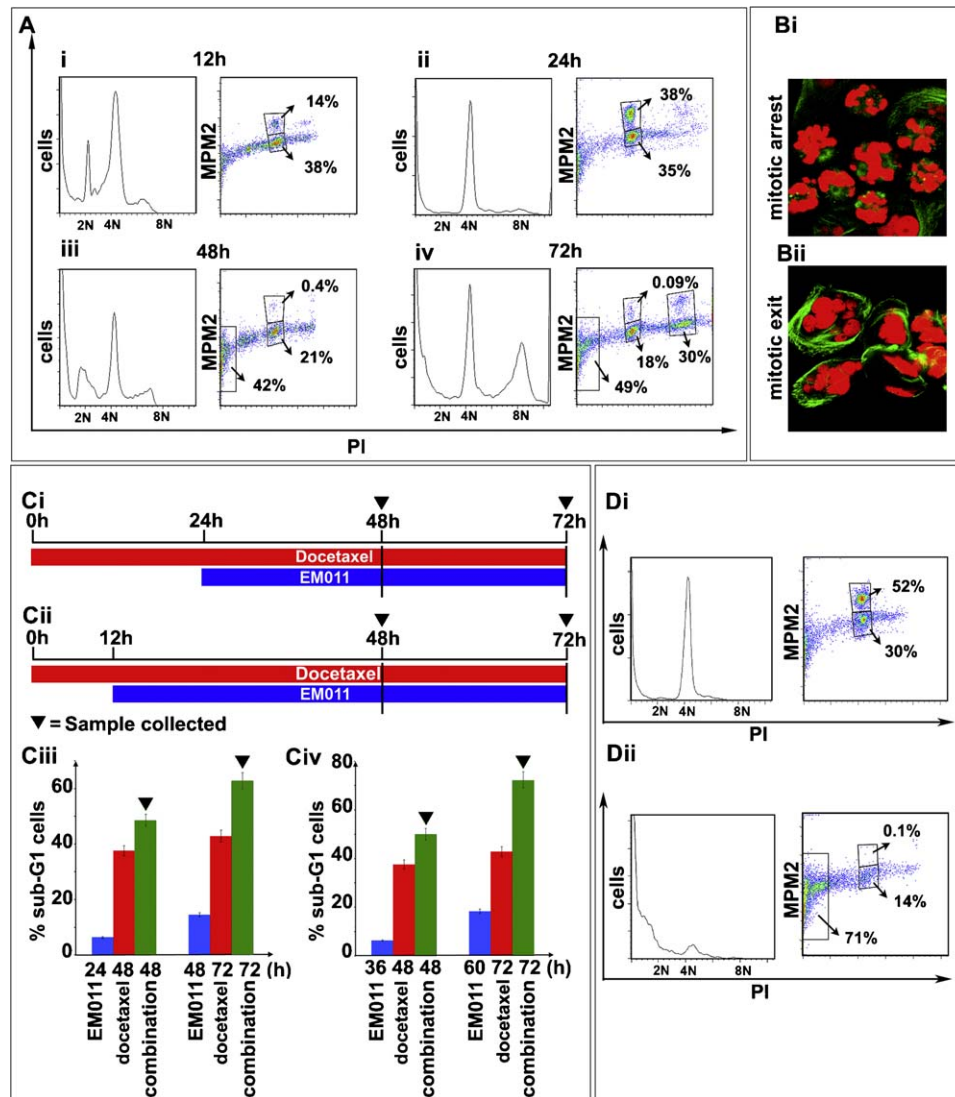 A
i 12h
cells
2N 4N 8N
MPM2
14%
38%
ii 24h
cells
2N 4N 8N
MPM2
38%
35%
iii 48h
cells
2N 4N 8N
MPM2
0.4%
21%
42%
iv 72h
cells
2N 4N 8N
MPM2
0.09%
18% 30%
49%
PI
Bi
mitotic arrest
Bii
mitotic exit
Ci
0h 24h 48h 72h
Docetaxel
EM011
Cii
0h 12h 48h 72h
Docetaxel
EM011
▼ = Sample collected
Ciii
% sub-G1 cells
60
40
20
0
24 48 48 48 72 72 (h)
EM011 docetaxel combination EM011 docetaxel combination
Civ
% sub-G1 cells
80
60
40
20
0
36 48 48 60 72 72 (h)
EM011 docetaxel combination EM011 docetaxel combination
Di
cells
2N 4N 8N
MPM2
52%
30%
PI
Dii
cells
2N 4N 8N
MPM2
0.1%
14%
71%
PI